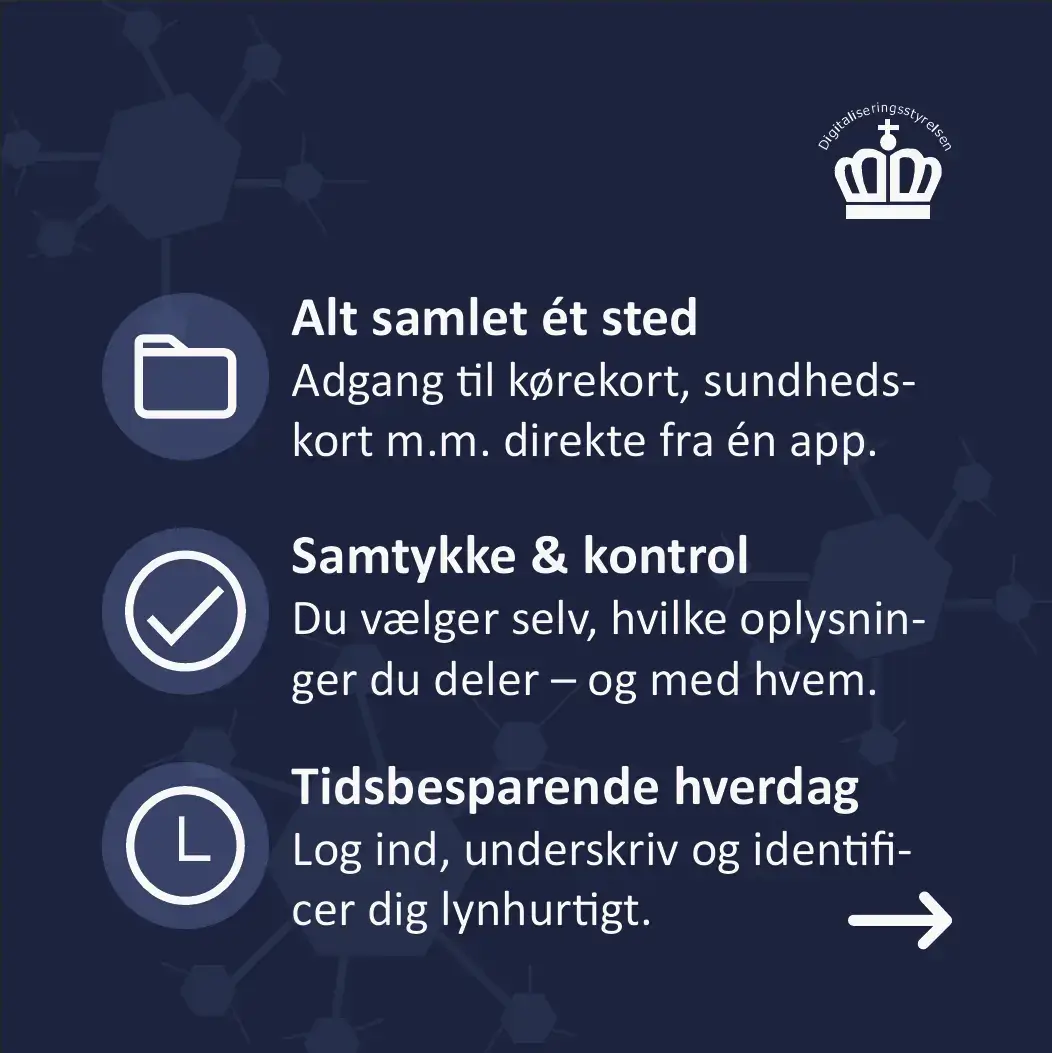 Digitaliseringsstyrelsen
Alt samlet ét sted
Adgang til kørekort, sundheds-
kort m.m. direkte fra én app.
Samtykke & kontrol
Du vælger selv, hvilke oplysnin-
ger du deler – og med hvem.
Tidsbesparende hverdag
Log ind, underskriv og identifi-
cer dig lynhurtigt.